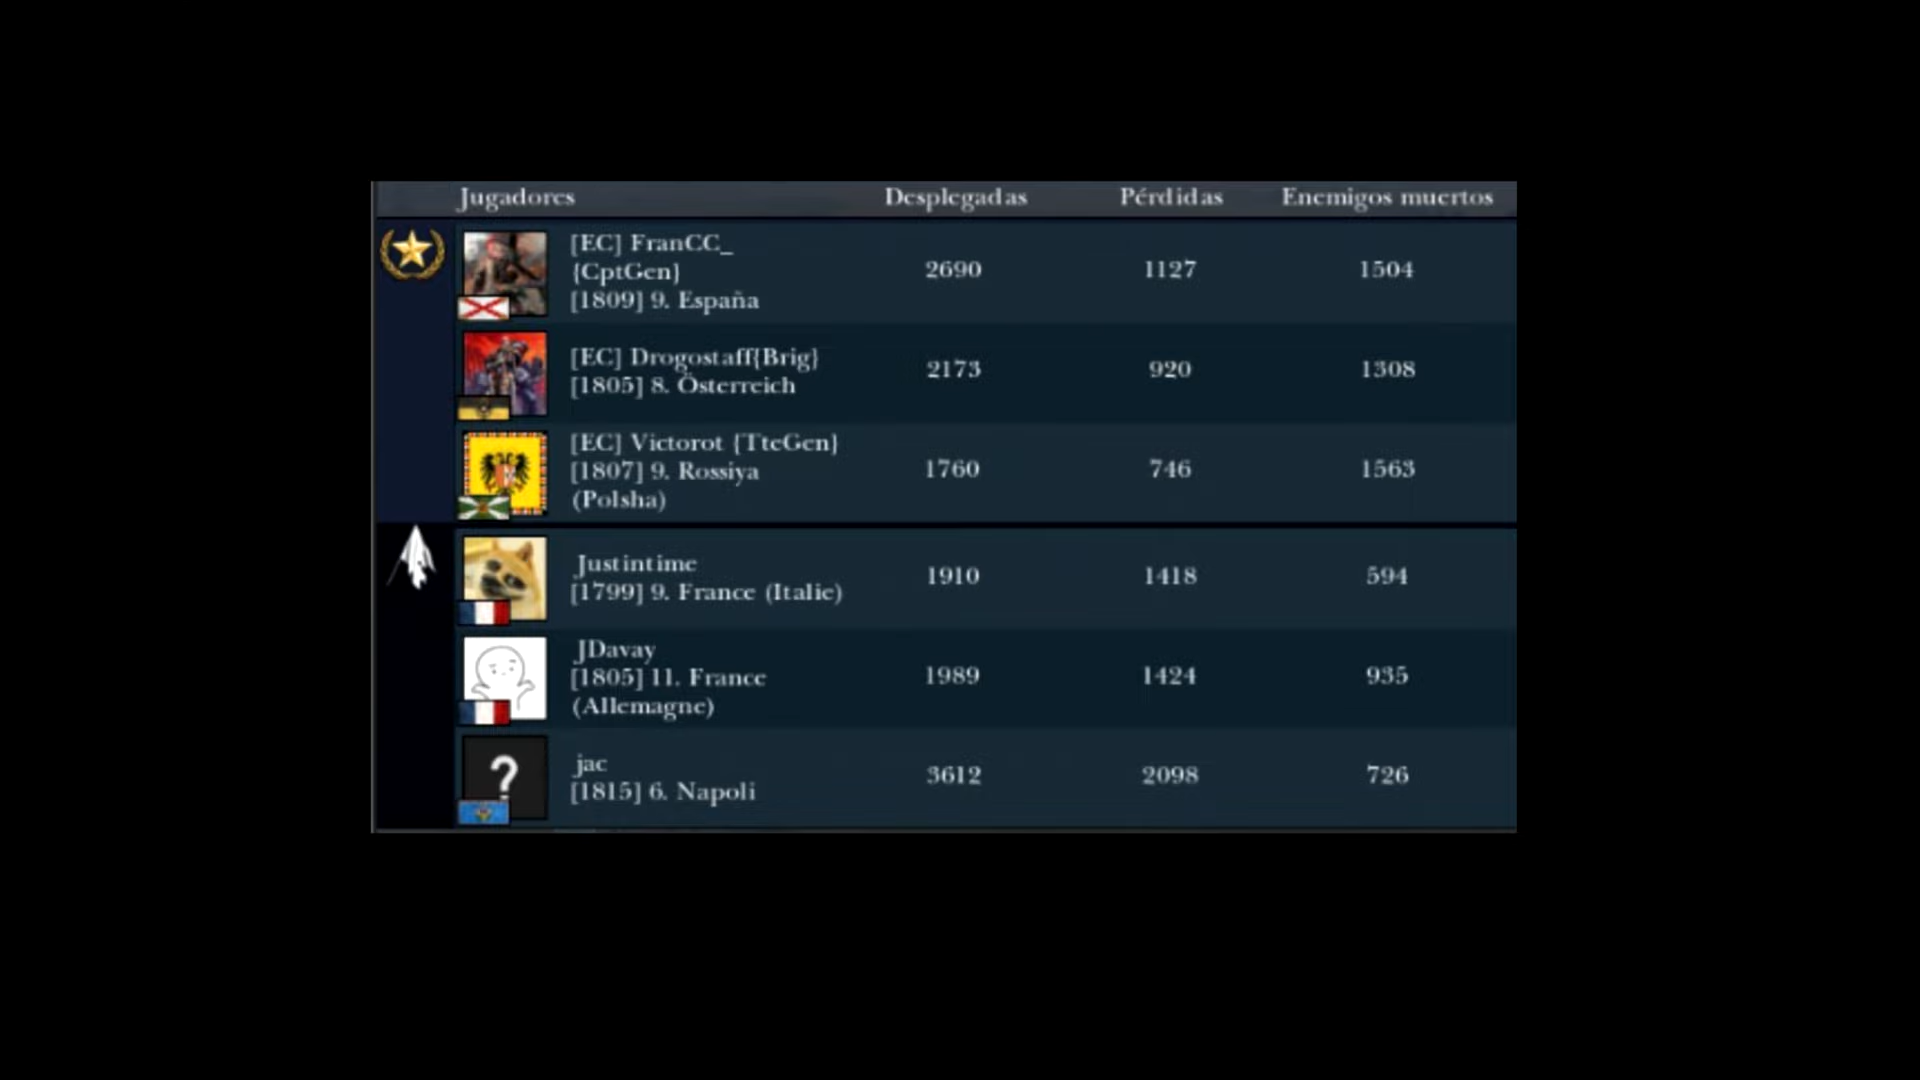 Jugadores Desplegadas Pérdidas Enemigos muertos
[EC] FranCC_
{CptGen}
[1809] 9. España
2690 1127 1504
[EC] Drogostaff{Brig}
[1805] 8. Österreich
2173 920 1308
[EC] Victorot {TteGen}
[1807] 9. Rossiya
(Polsha)
1760 746 1563
Justintime
[1799] 9. France (Italie)
1910 1418 594
JDavay
[1805] 11. France
(Allemagne)
1989 1424 935
?
jac
[1815] 6. Napoli
3612 2098 726